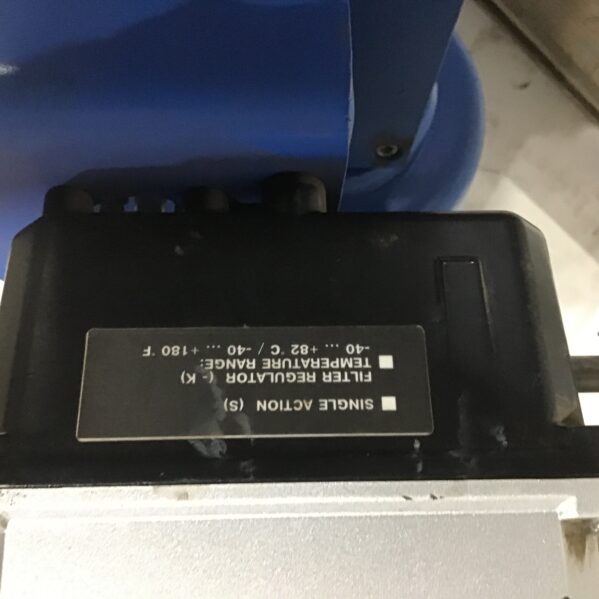 ■ SINGLE ACTION (S)
FILTER REGULATOR (- K)
■ TEMPERATURE RANGE:
-40 ... +82 °C / -40 ... +180 °F